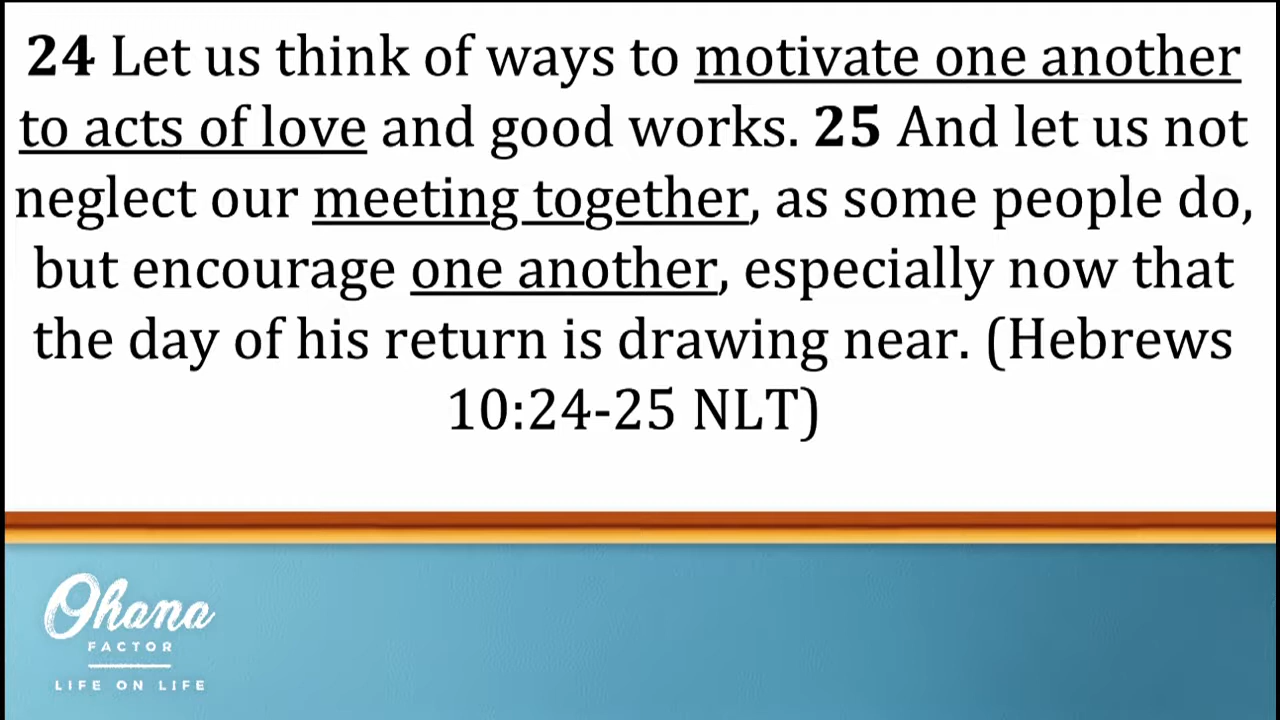 24 Let us think of ways to motivate one another
to acts of love and good works. 25 And let us not
neglect our meeting together, as some people do,
but encourage one another, especially now that
the day of his return is drawing near. (Hebrews
10:24-25 NLT)
Ohana
FACTOR
LIFE ON LIFE